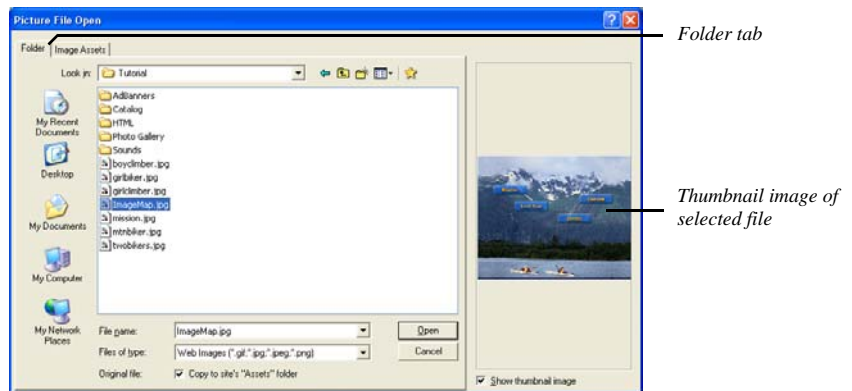 Picture File Open
Folder tab
Folder
Image Assets
Look in:
Tutorial
My Recent Documents
Desktop
My Documents
My Computer
My Network Places
AdBanners
Catalog
HTML
Photo Gallery
Sounds
boyclimber.jpg
girlbiker.jpg
girlclimber.jpg
ImageMap.jpg
mission.jpg
mtnbiker.jpg
twobikers.jpg
Thumbnail image of
selected file
File name:
ImageMap.jpg
Open
Files of type:
Web Images (*.gif,*.jpg,*.jpeg,*.png)
Cancel
Original file:
Copy to site's "Assets" folder
Show thumbnail image